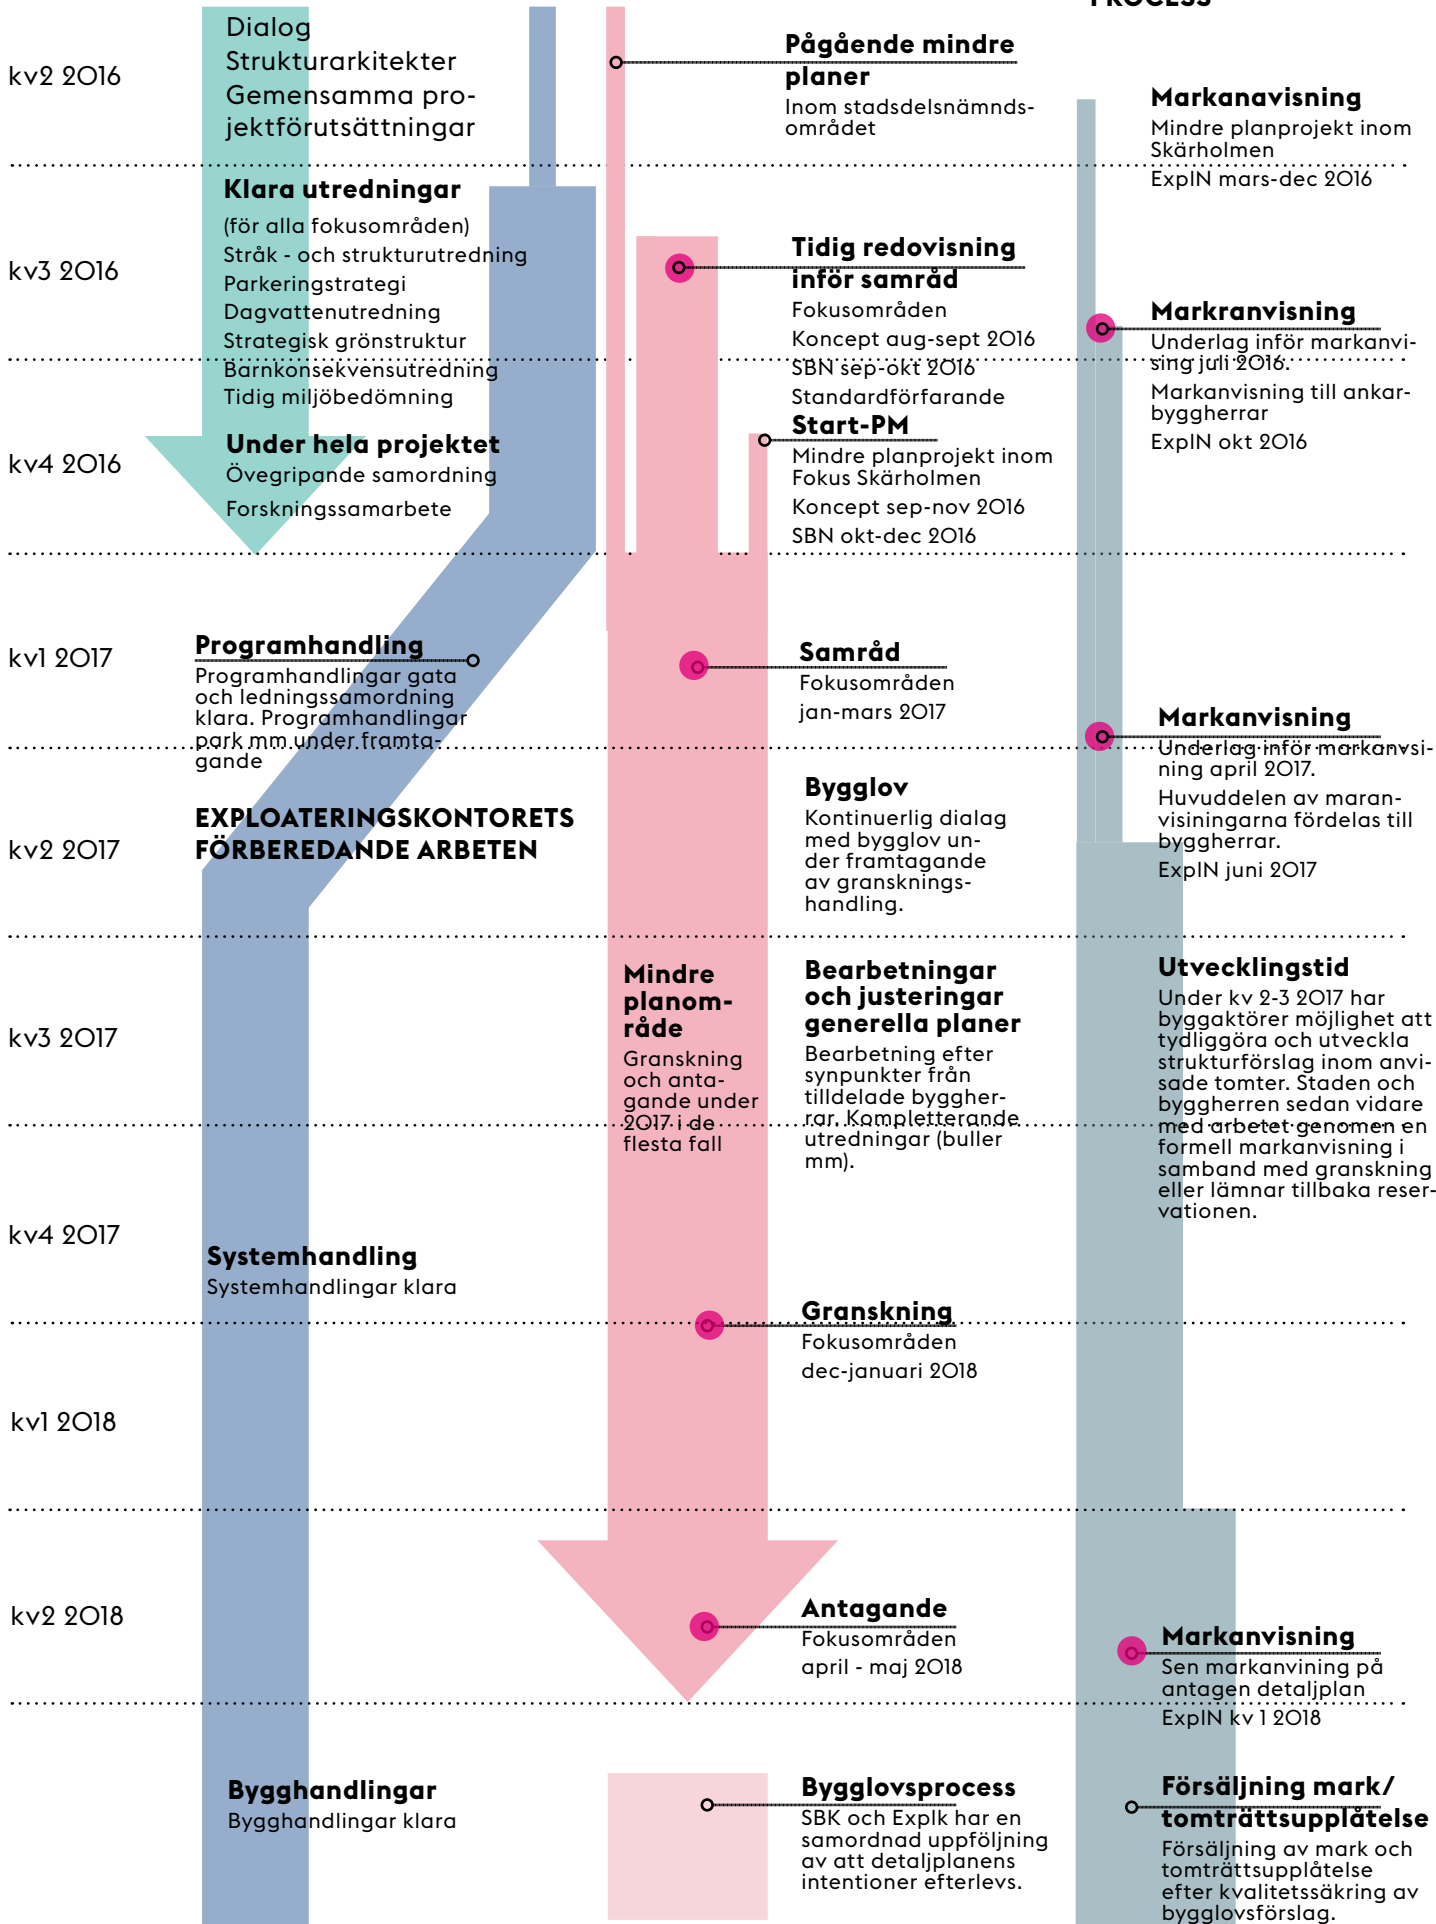 PROCESS
kv2 2016
Dialog
Strukturarkitekter
Gemensamma pro-
jektförutsättningar
Pågående mindre
planer
Inom stadsdelsnämnds-
området
Markanavisning
Mindre planprojekt inom
Skärholmen
ExpIN mars-dec 2016
kv3 2016
Klara utredningar
(för alla fokusområden)
Stråk - och strukturutredning
Parkeringstrategi
Dagvattenutredning
Strategisk grönstruktur
Barnkonsekvensutredning
Tidig miljöbedömning
Tidig redovisning
inför samråd
Fokusområden
Koncept aug-sept 2016
SBN sep-okt 2016
Standardförfarande
Markranvisning
Underlag inför markanvi-
sing juli 2016.
Markanvisning till ankar-
byggherrar
ExpIN okt 2016
kv4 2016
Under hela projektet
Övegripande samordning
Forskningssamarbete
Start-PM
Mindre planprojekt inom
Fokus Skärholmen
Koncept sep-nov 2016
SBN okt-dec 2016
kv1 2017
Programhandling
Programhandlingar gata
och ledningssamordning
klara. Programhandlingar
park mm under framta-
gande
Samråd
Fokusområden
jan-mars 2017
Markanvisning
Underlag inför markanvsi-
ning april 2017.
Huvuddelen av maran-
visiningarna fördelas till
byggherrar.
ExpIN juni 2017
kv2 2017
EXPLOATERINGSKONTORETS
FÖRBEREDANDE ARBETEN
Bygglov
Kontinuerlig dialag
med bygglov un-
der framtagande
av gransknings-
handling.
kv3 2017
Mindre
planom-
råde
Granskning
och anta-
gande under
2017 i de
flesta fall
Bearbetningar
och justeringar
generella planer
Bearbetning efter
synpunkter från
tilldelade byggher-
rar. Kompletterande
utredningar (buller
mm).
Utvecklingstid
Under kv 2-3 2017 har
byggaktörer möjlighet att
tydliggöra och utveckla
strukturförslag inom anvi-
sade tomter. Staden och
byggherren sedan vidare
med arbetet genomen en
formell markanvisning i
samband med granskning
eller lämnar tillbaka reser-
vationen.
kv4 2017
Systemhandling
Systemhandlingar klara
Granskning
Fokusområden
dec-januari 2018
kv1 2018
kv2 2018
Antagande
Fokusområden
april - maj 2018
Markanvisning
Sen markanvining på
antagen detaljplan
ExpIN kv 1 2018
Bygghandlingar
Bygghandlingar klara
Bygglovsprocess
SBK och Explk har en
samordnad uppföljning
av att detaljplanens
intentioner efterlevs.
Försäljning mark/
tomträttsupplåtelse
Försäljning av mark och
tomträttsupplåtelse
efter kvalitetssäkring av
bygglovsförslag.